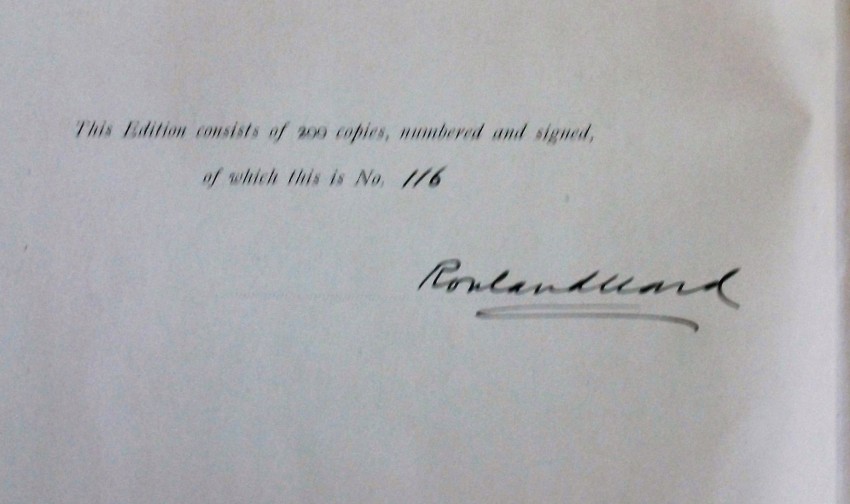 This Edition consists of 200 copies, numbered and signed,
of which this is No. 116
Rowland Ward